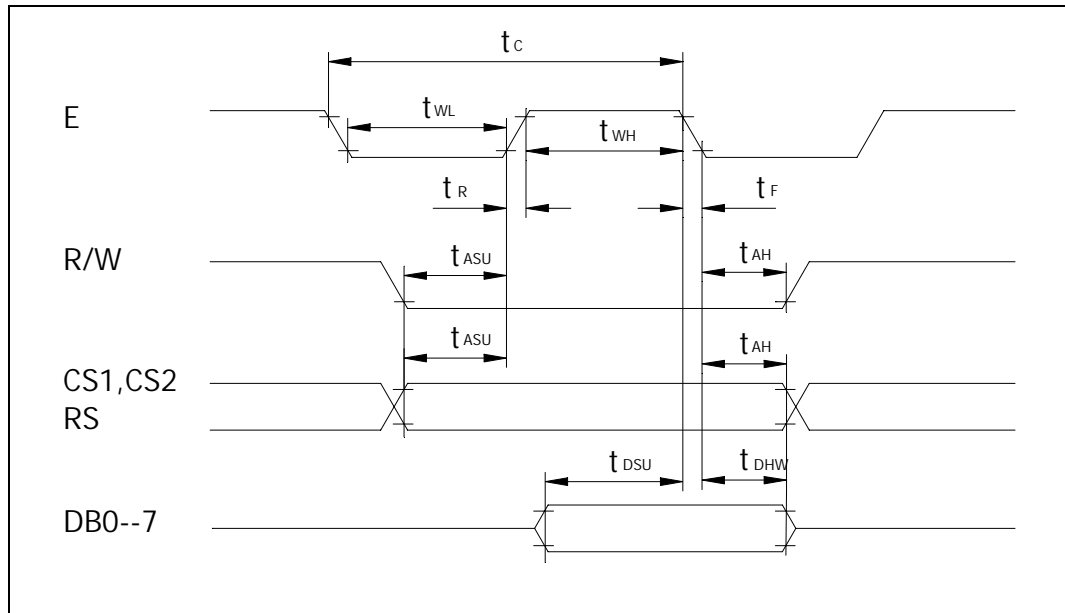 tC
E
tWL
tWH
tR
tF
R/W
tASU
tAH
tASU
tAH
CS1,CS2
RS
tDSU
tDHW
DB0--7